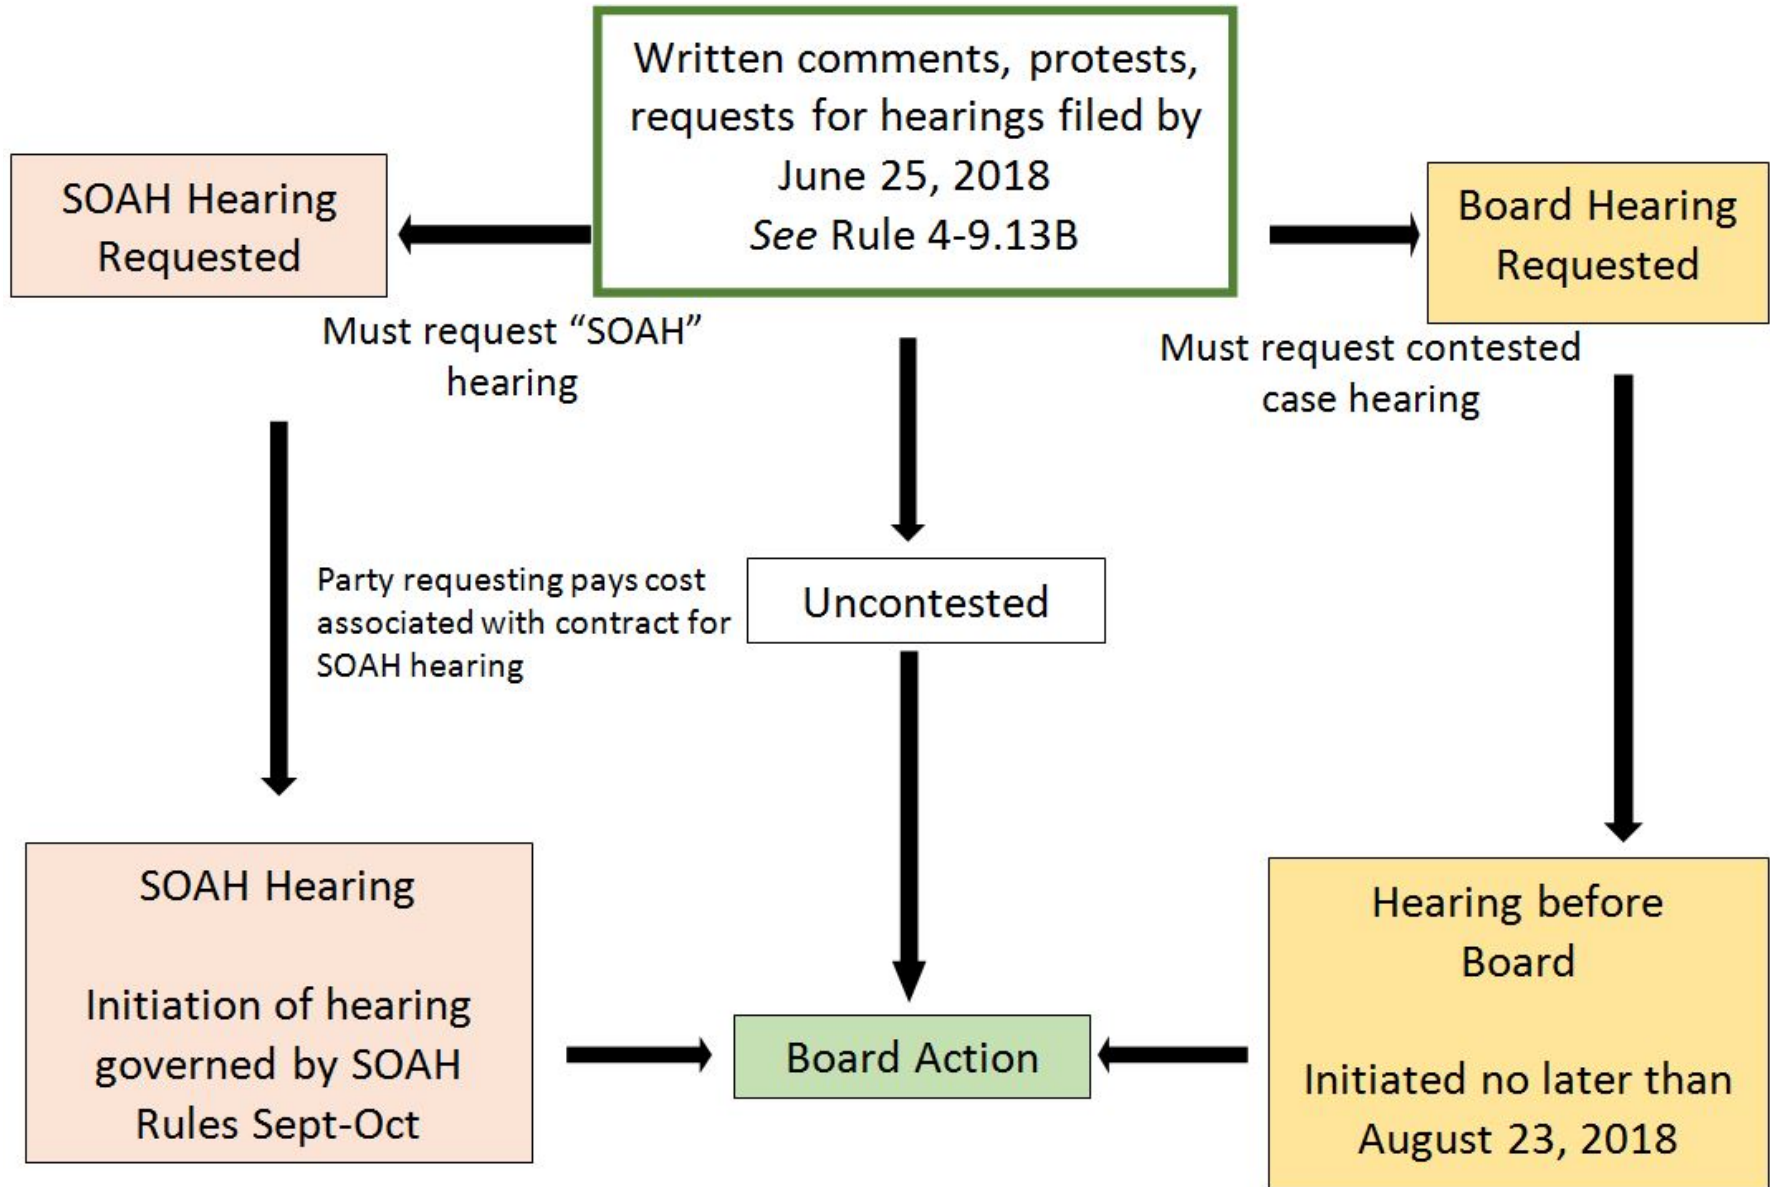 Written comments, protests,
requests for hearings filed by
June 25, 2018
See Rule 4-9.13B
SOAH Hearing
Requested
Board Hearing
Requested
Must request “SOAH”
hearing
Must request contested
case hearing
Party requesting pays cost
associated with contract for
SOAH hearing
Uncontested
SOAH Hearing
Initiation of hearing
governed by SOAH
Rules Sept-Oct
Board Action
Hearing before
Board
Initiated no later than
August 23, 2018